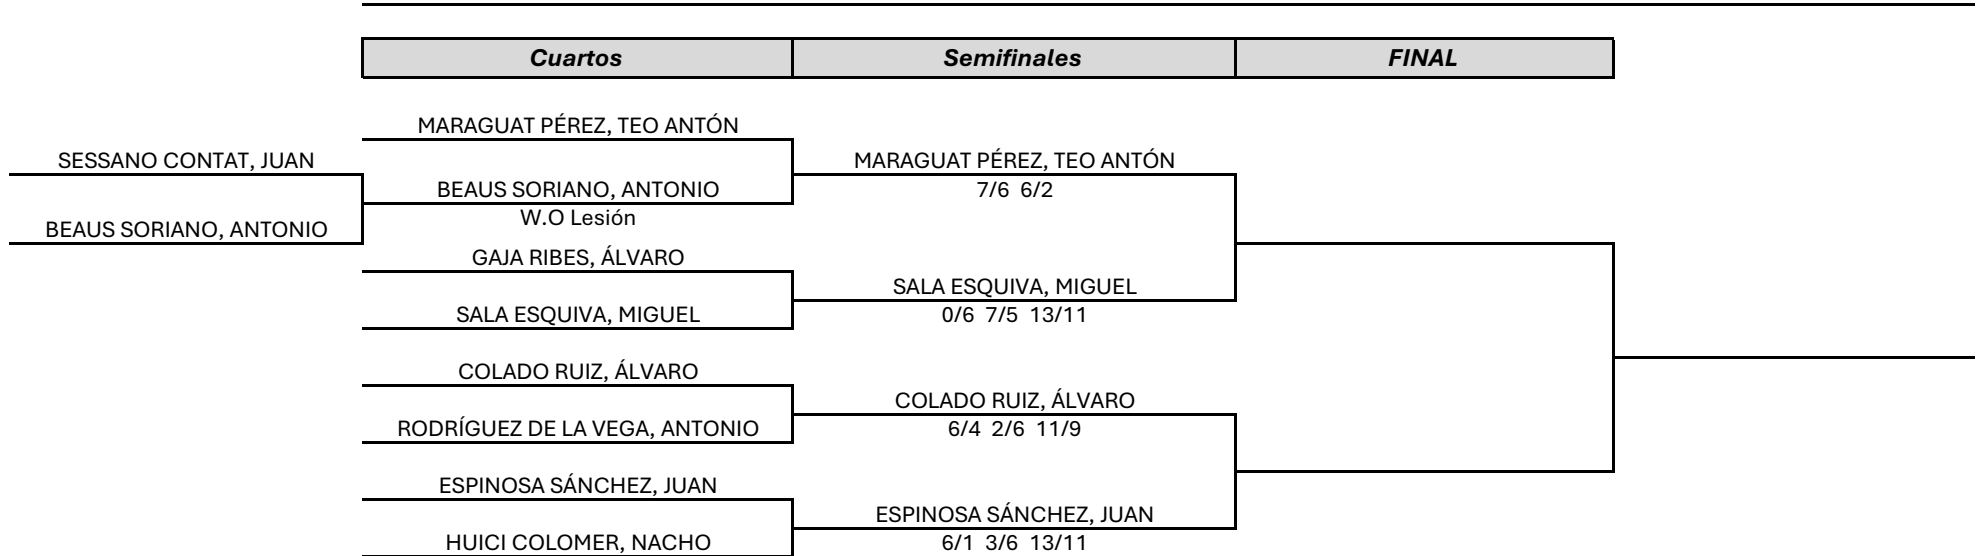 Cuartos
Semifinales
FINAL
MARAGUAT PÉREZ, TEO ANTÓN
SESSANO CONTAT, JUAN
MARAGUAT PÉREZ, TEO ANTÓN
BEAUS SORIANO, ANTONIO
7/6 6/2
W.O Lesión
BEAUS SORIANO, ANTONIO
GAJA RIBES, ÁLVARO
SALA ESQUIVA, MIGUEL
SALA ESQUIVA, MIGUEL
0/6 7/5 13/11
COLADO RUIZ, ÁLVARO
COLADO RUIZ, ÁLVARO
RODRÍGUEZ DE LA VEGA, ANTONIO
6/4 2/6 11/9
ESPINOSA SÁNCHEZ, JUAN
ESPINOSA SÁNCHEZ, JUAN
HUICI COLOMER, NACHO
6/1 3/6 13/11